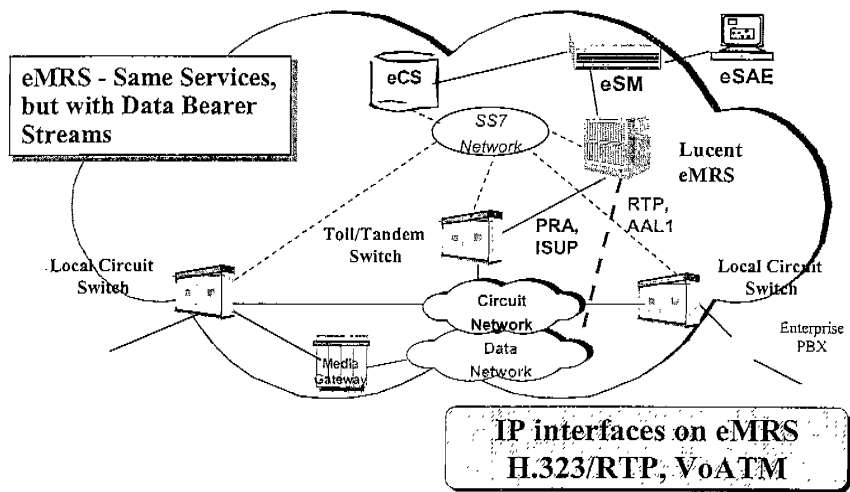 eMRS - Same Services,
but with Data Bearer
Streams
eCS
eSM
eSAE
SS7
Network
Lucent
eMRS
RTP,
AAL1
PRA,
ISUP
Toll/Tandem
Switch
Local Circuit
Switch
Local Circuit
Switch
Circuit
Network
Enterprise
PBX
Media
Gateway
Data
Network
IP interfaces on eMRS
H.323/RTP, VoATM